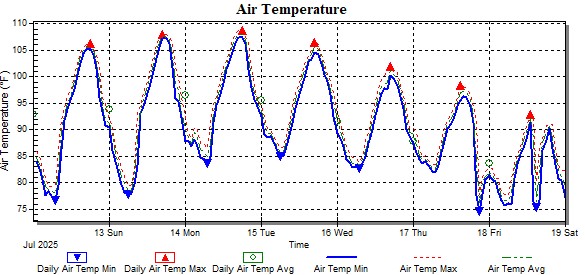 Air Temperature
Air Temperature (°F)
110
105
100
95
90
85
80
75
13 Sun 14 Mon 15 Tue 16 Wed 17 Thu 18 Fri 19 Sat
Jul 2025 Time
Daily Air Temp Min Daily Air Temp Max Daily Air Temp Avg Air Temp Min Air Temp Max Air Temp Avg